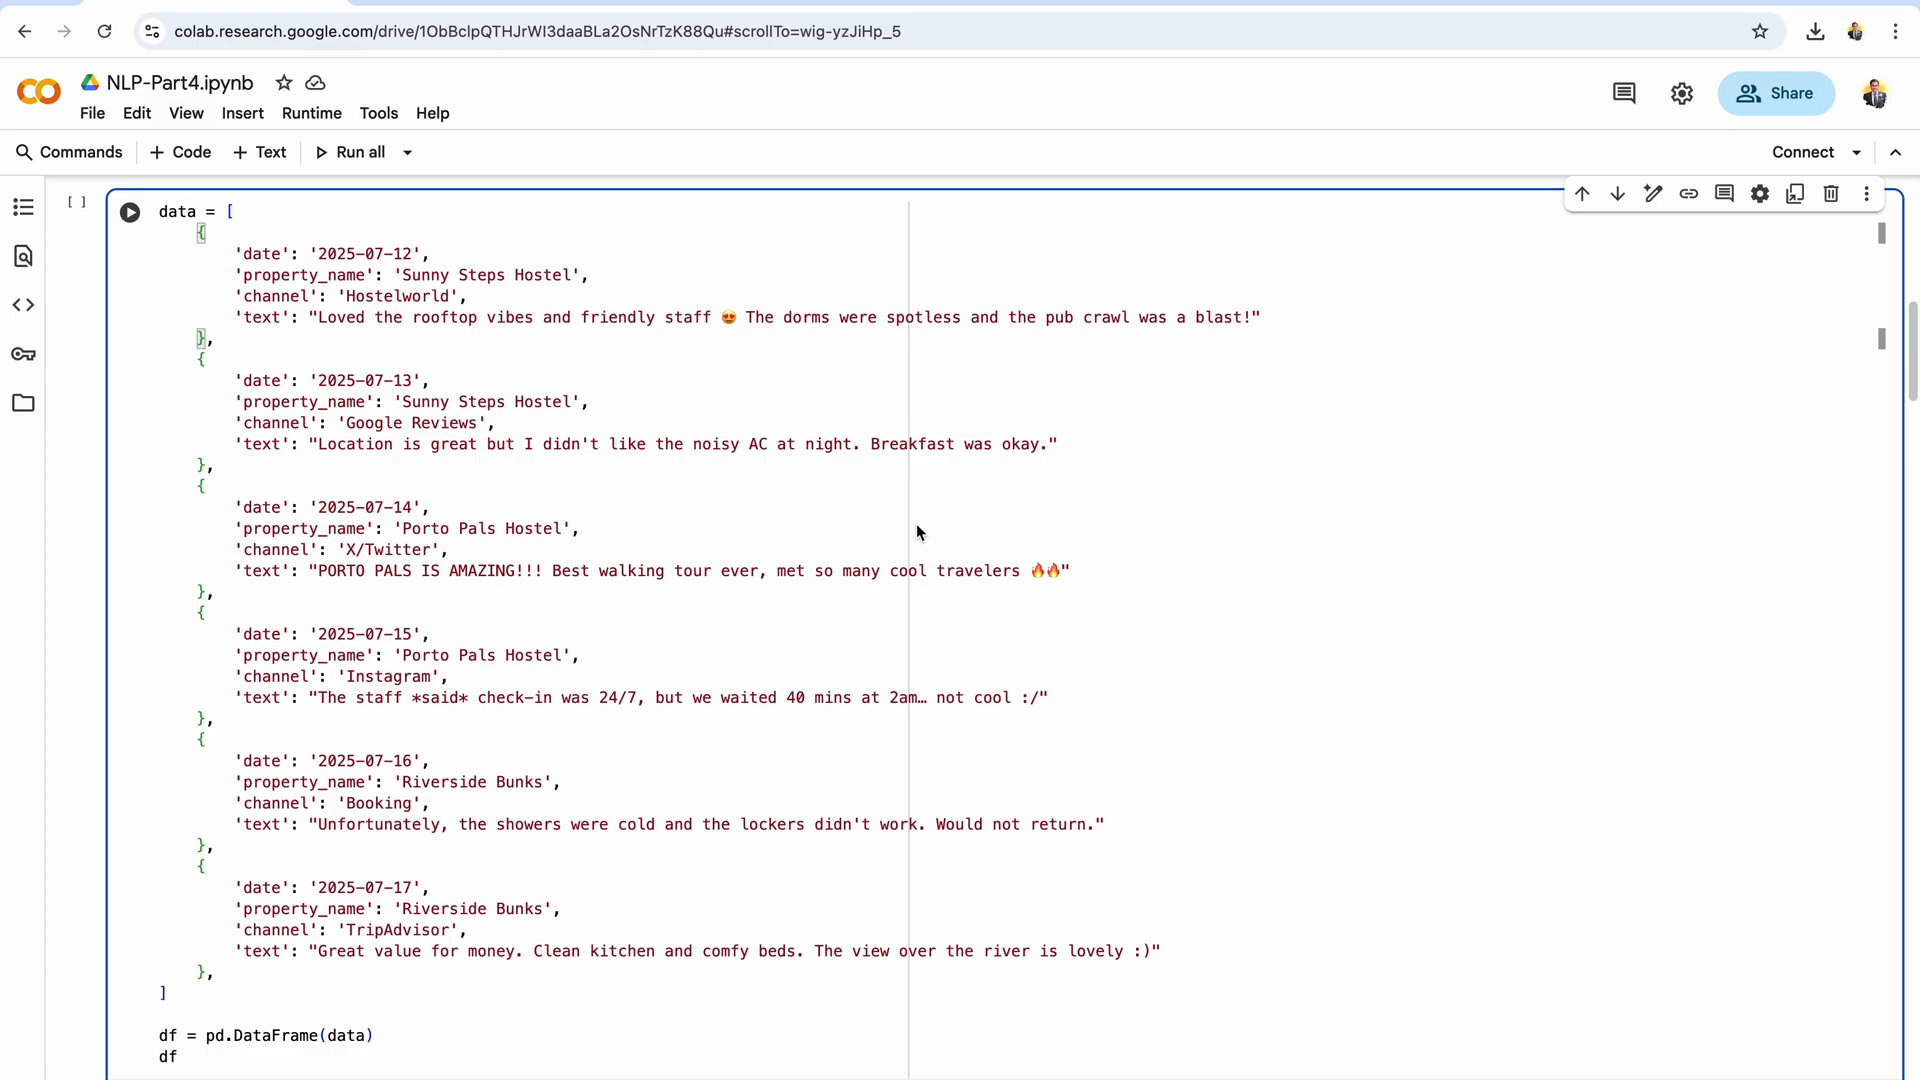 colab.research.google.com/drive/1ObBclpQTHJrWI3daaBLa2OsNrTzK88Qu#scrollTo=wig-yzJiHp_5
NLP-Part4.ipynb
File Edit View Insert Runtime Tools Help
Share
Commands + Code + Text Run all
Connect
[ ]
data = [
{
'date': '2025-07-12',
'property_name': 'Sunny Steps Hostel',
'channel': 'Hostelworld',
'text': "Loved the rooftop vibes and friendly staff 😍 The dorms were spotless and the pub crawl was a blast!"
},
{
'date': '2025-07-13',
'property_name': 'Sunny Steps Hostel',
'channel': 'Google Reviews',
'text': "Location is great but I didn't like the noisy AC at night. Breakfast was okay."
},
{
'date': '2025-07-14',
'property_name': 'Porto Pals Hostel',
'channel': 'X/Twitter',
'text': "PORTO PALS IS AMAZING!!! Best walking tour ever, met so many cool travelers 🔥🔥"
},
{
'date': '2025-07-15',
'property_name': 'Porto Pals Hostel',
'channel': 'Instagram',
'text': "The staff *said* check-in was 24/7, but we waited 40 mins at 2am… not cool :/"
},
{
'date': '2025-07-16',
'property_name': 'Riverside Bunks',
'channel': 'Booking',
'text': "Unfortunately, the showers were cold and the lockers didn't work. Would not return."
},
{
'date': '2025-07-17',
'property_name': 'Riverside Bunks',
'channel': 'TripAdvisor',
'text': "Great value for money. Clean kitchen and comfy beds. The view over the river is lovely :)"
},
]
df = pd.DataFrame(data)
df